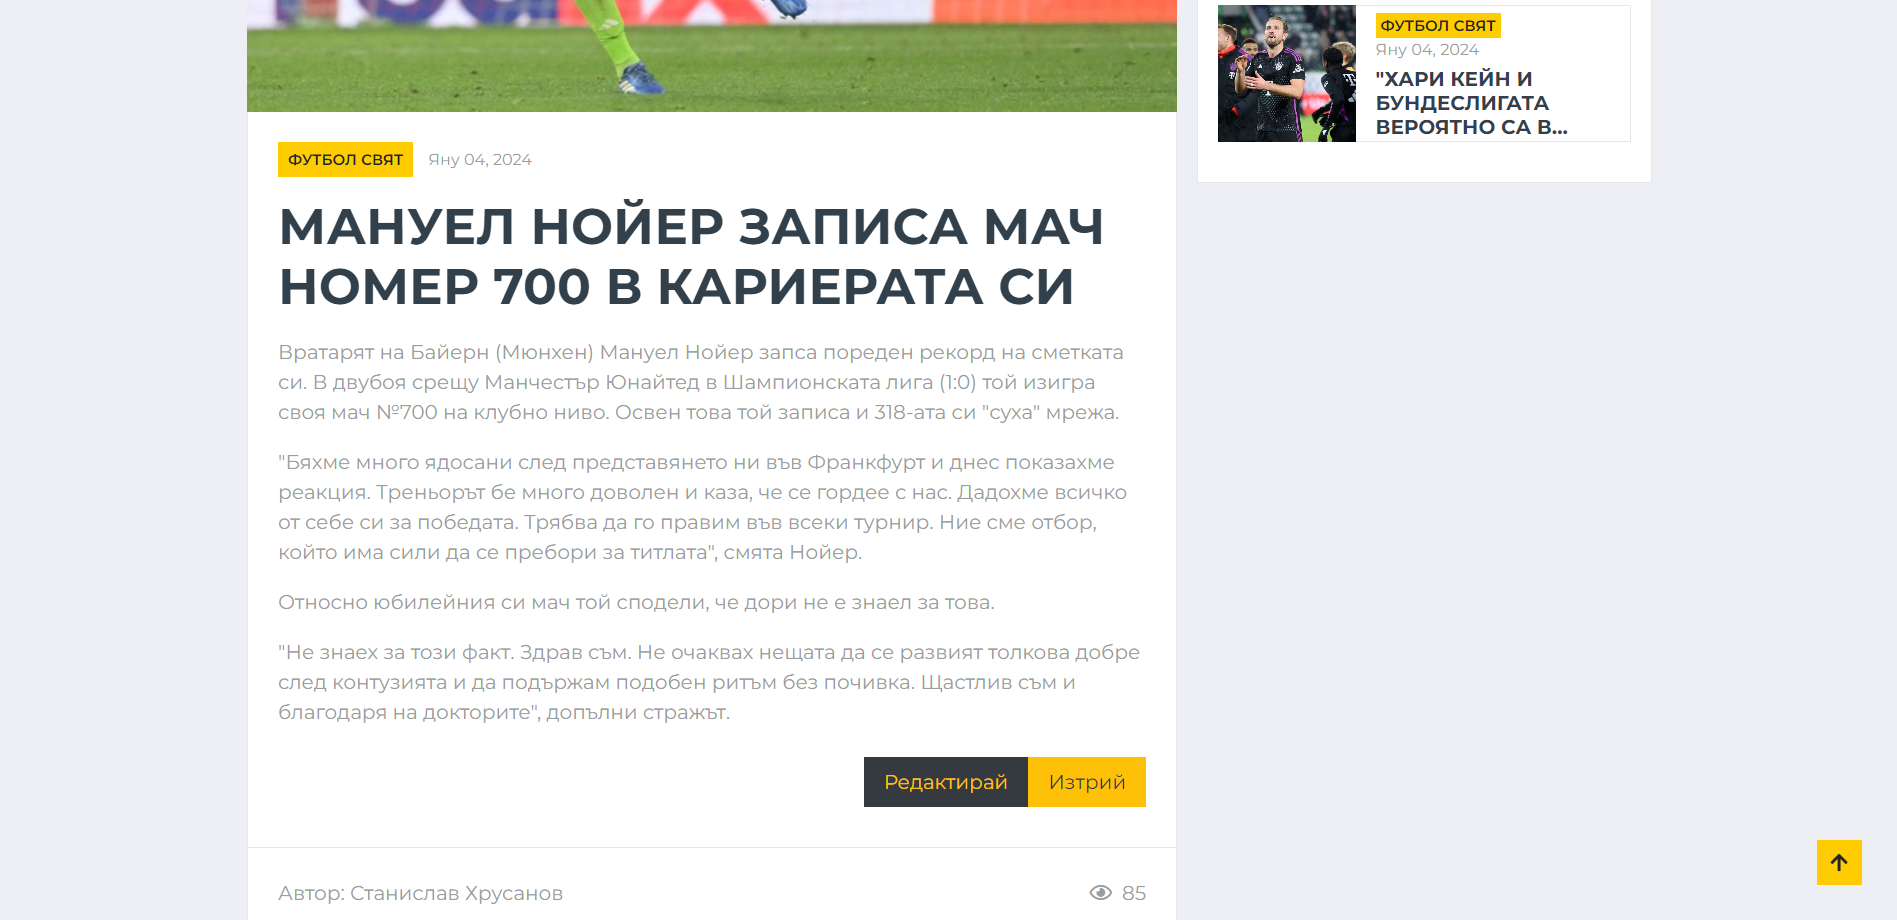 ФУТБОЛ СВЯТ
Яну 04, 2024
МАНУЕЛ НОЙЕР ЗАПИСА МАЧ
НОМЕР 700 В КАРИЕРАТА СИ
Вратарят на Байерн (Мюнхен) Мануел Нойер запса пореден рекорд на сметката
си. В двубоя срещу Манчестър Юнайтед в Шампионската лига (1:0) той изигра
своя мач №700 на клубно ниво. Освен това той записа и 318-ата си "суха" мрежа.
"Бяхме много ядосани след представянето ни във Франкфурт и днес показахме
реакция. Треньорът бе много доволен и каза, че се гордее с нас. Дадохме всичко
от себе си за победата. Трябва да го правим във всеки турнир. Ние сме отбор,
който има сили да се пребори за титлата", смята Нойер.
Относно юбилейния си мач той сподели, че дори не е знаел за това.
"Не знаех за този факт. Здрав съм. Не очаквах нещата да се развият толкова добре
след контузията и да подържам подобен ритъм без почивка. Щастлив съм и
благодаря на докторите", допълни стражът.
Редактирай
Изтрий
Автор: Станислав Хрусанов
85
ФУТБОЛ СВЯТ
Яну 04, 2024
"ХАРИ КЕЙН И
БУНДЕСЛИГАТА
ВЕРОЯТНО СА В...